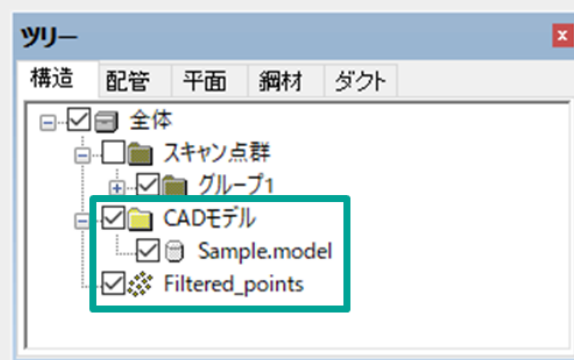 ツリー
構造 配管 平面 鋼材 ダクト
全体
スキャン点群
グループ1
CADモデル
Sample.model
Filtered_points